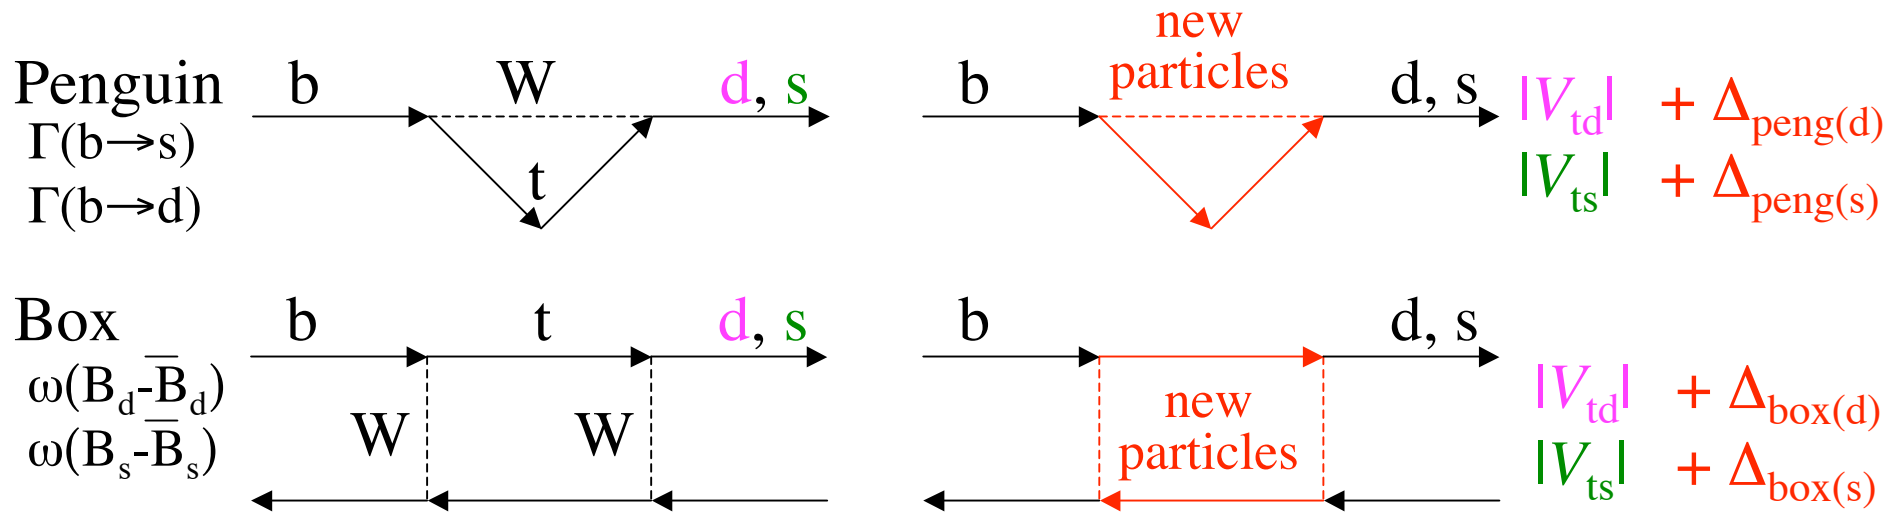 Penguin
Γ(b→s)
Γ(b→d)
b W d, s
t
b new particles d, s
|V_td| + Δ_peng(d)
|V_ts| + Δ_peng(s)
Box
ω(B_d-B̅_d)
ω(B_s-B̅_s)
b t d, s
W W
b d, s
new
particles
|V_td| + Δ_box(d)
|V_ts| + Δ_box(s)